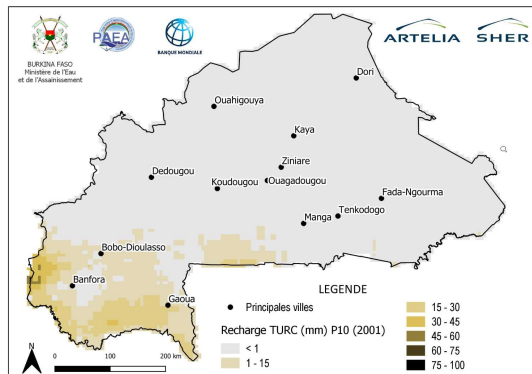 BURKINA FASO
Ministère de l'Eau
et de l'Assainissement
PAEA
BANQUE MONDIALE
ARTELIA
SHER
Dori
Ouahigouya
Kaya
Ziniare
Dedougou
Koudougou
Ouagadougou
Fada-Ngourma
Tenkodogo
Manga
Bobo-Dioulasso
Banfora
Gaoua
LEGENDE
Principales villes
Recharge TURC (mm) P10 (2001)
< 1
1 - 15
15 - 30
30 - 45
45 - 60
60 - 75
75 - 100
N
0 100 200 km